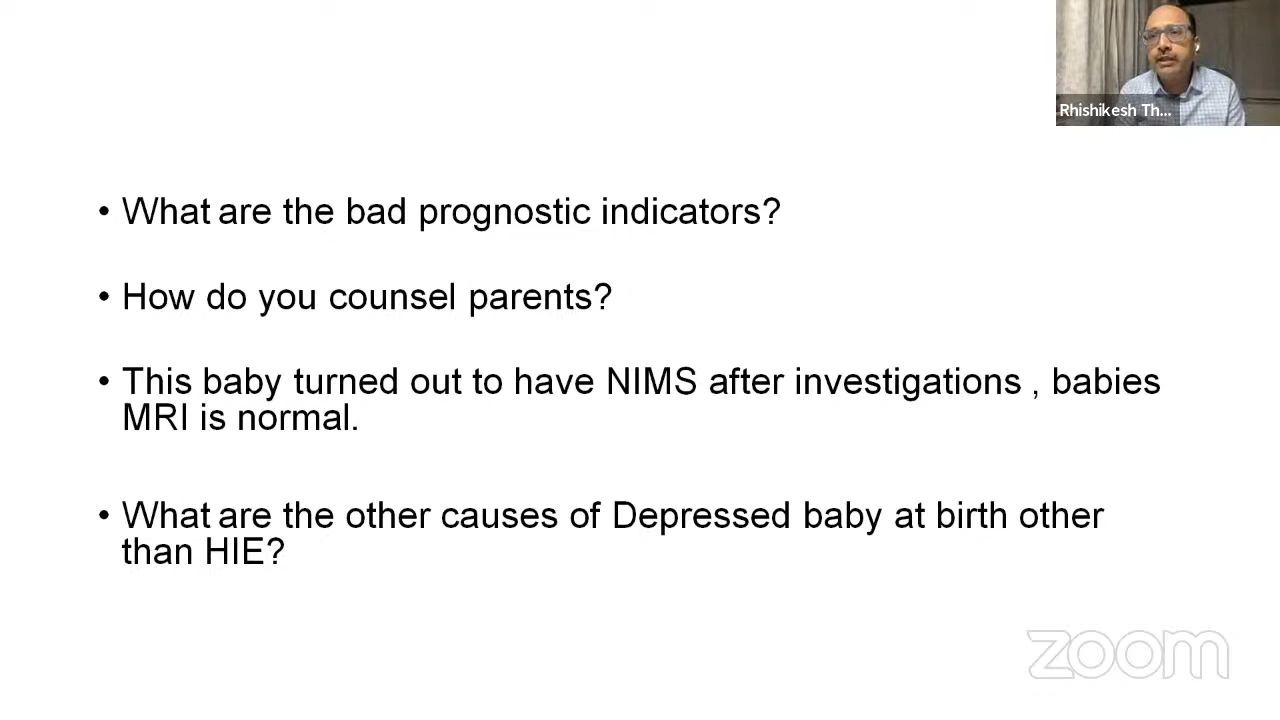 Rhishikesh Th...
• What are the bad prognostic indicators?
• How do you counsel parents?
• This baby turned out to have NIMS after investigations , babies
MRI is normal.
• What are the other causes of Depressed baby at birth other
than HIE?
zoom